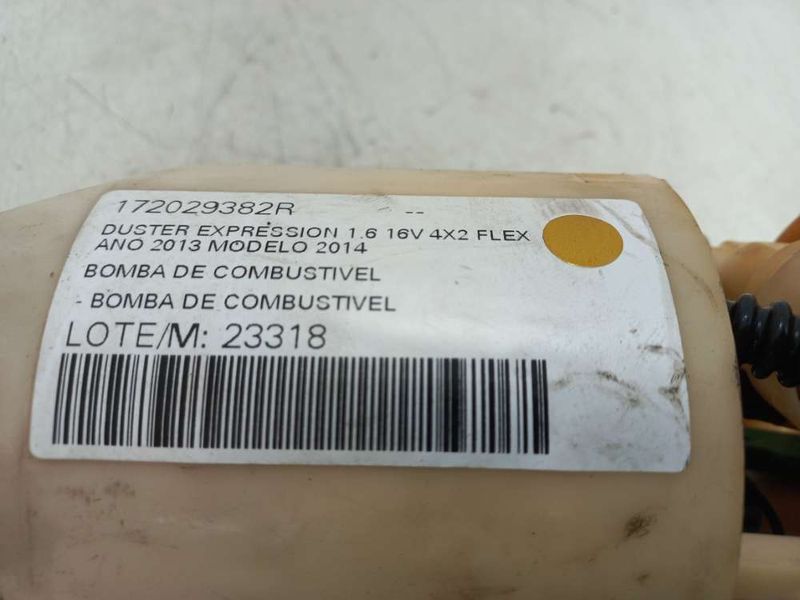 172029382R --
DUSTER EXPRESSION 1.6 16V 4X2 FLEX
ANO 2013 MODELO 2014
BOMBA DE COMBUSTIVEL
- BOMBA DE COMBUSTIVEL
LOTE/M: 23318